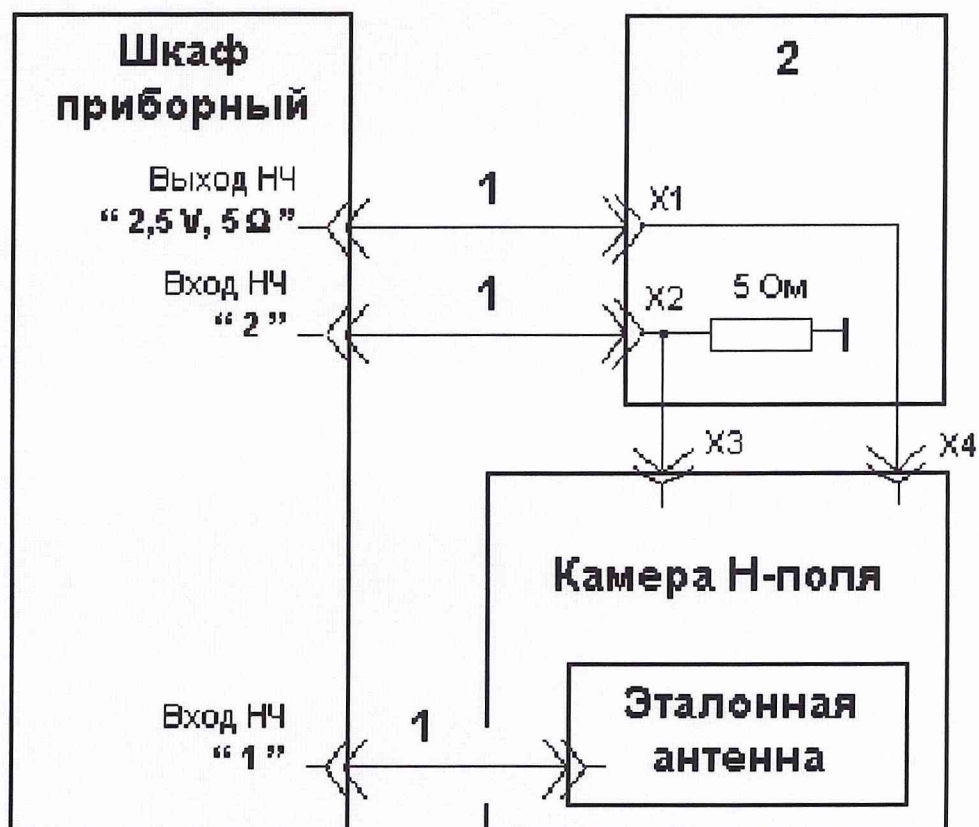 Шкаф
приборный
2
Выход НЧ
“ 2,5 V, 5 Ω ”
1
X1
Вход НЧ
“ 2 ”
1
X2
5 Ом
X3
X4
Камера Н-поля
Эталонная
антенна
Вход НЧ
“ 1 ”
1